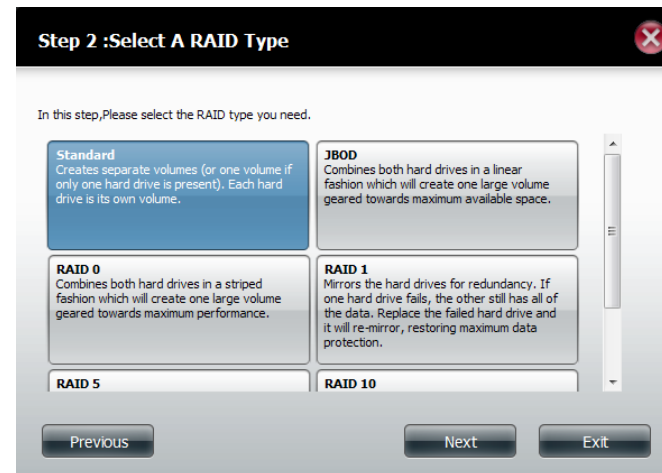 Step 2 :Select A RAID Type
In this step,Please select the RAID type you need.
Standard
Creates separate volumes (or one volume if
only one hard drive is present). Each hard
drive is its own volume.
JBOD
Combines both hard drives in a linear
fashion which will create one large volume
geared towards maximum available space.
RAID 0
Combines both hard drives in a striped
fashion which will create one large volume
geared towards maximum performance.
RAID 1
Mirrors the hard drives for redundancy. If
one hard drive fails, the other still has all of
the data. Replace the failed hard drive and
it will re-mirror, restoring maximum data
protection.
RAID 5
RAID 10
Previous
Next
Exit